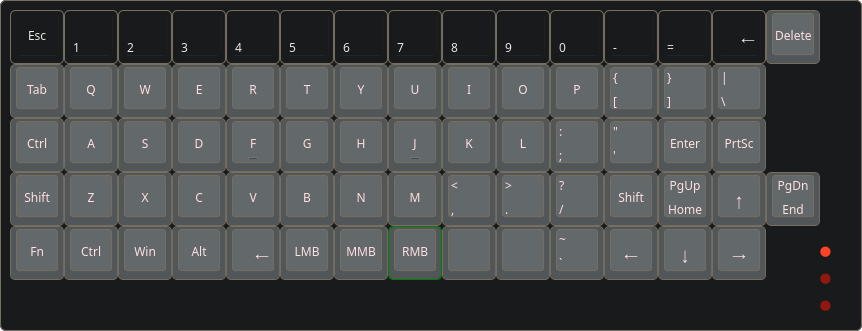 Esc 1 2 3 4 5 6 7 8 9 0 - = ← Delete
Tab Q W E R T Y U I O P { [ } ] | \
Ctrl A S D F G H J K L : ; " ' Enter PrtSc
Shift Z X C V B N M < , > . ? / Shift PgUp Home ↑ PgDn End
Fn Ctrl Win Alt ← LMB MMB RMB ~ ` ← ↓ →